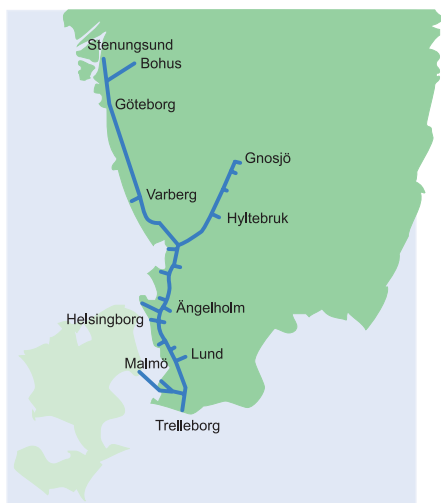 Stenungsund
Bohus
Göteborg
Gnosjö
Varberg
Hyltebruk
Ängelholm
Helsingborg
Lund
Malmö
Trelleborg